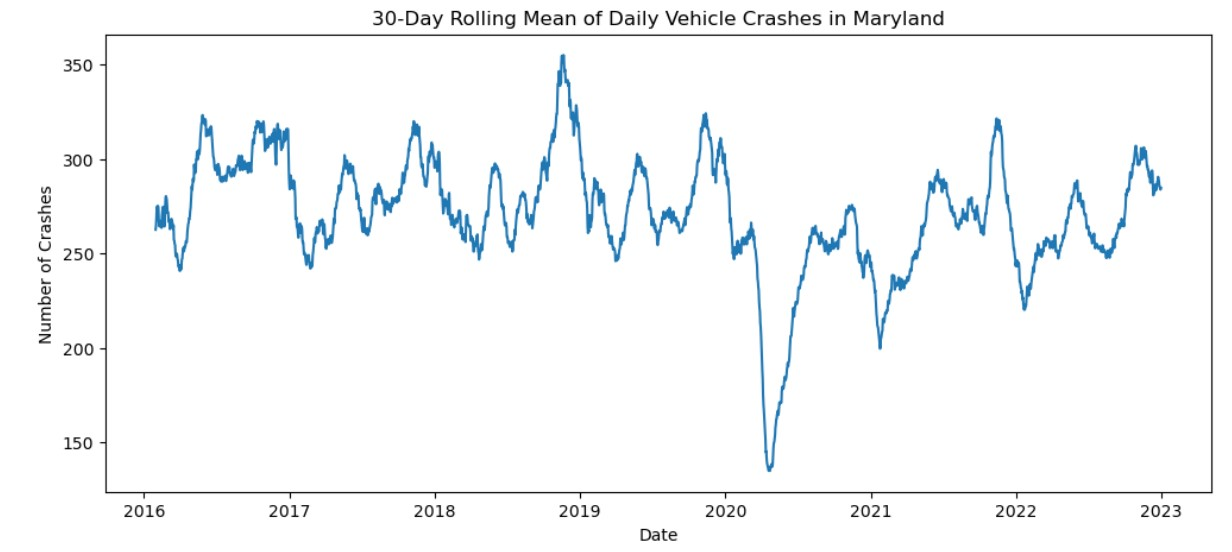 30-Day Rolling Mean of Daily Vehicle Crashes in Maryland
Number of Crashes
350
300
250
200
150
2016 2017 2018 2019 2020 2021 2022 2023
Date